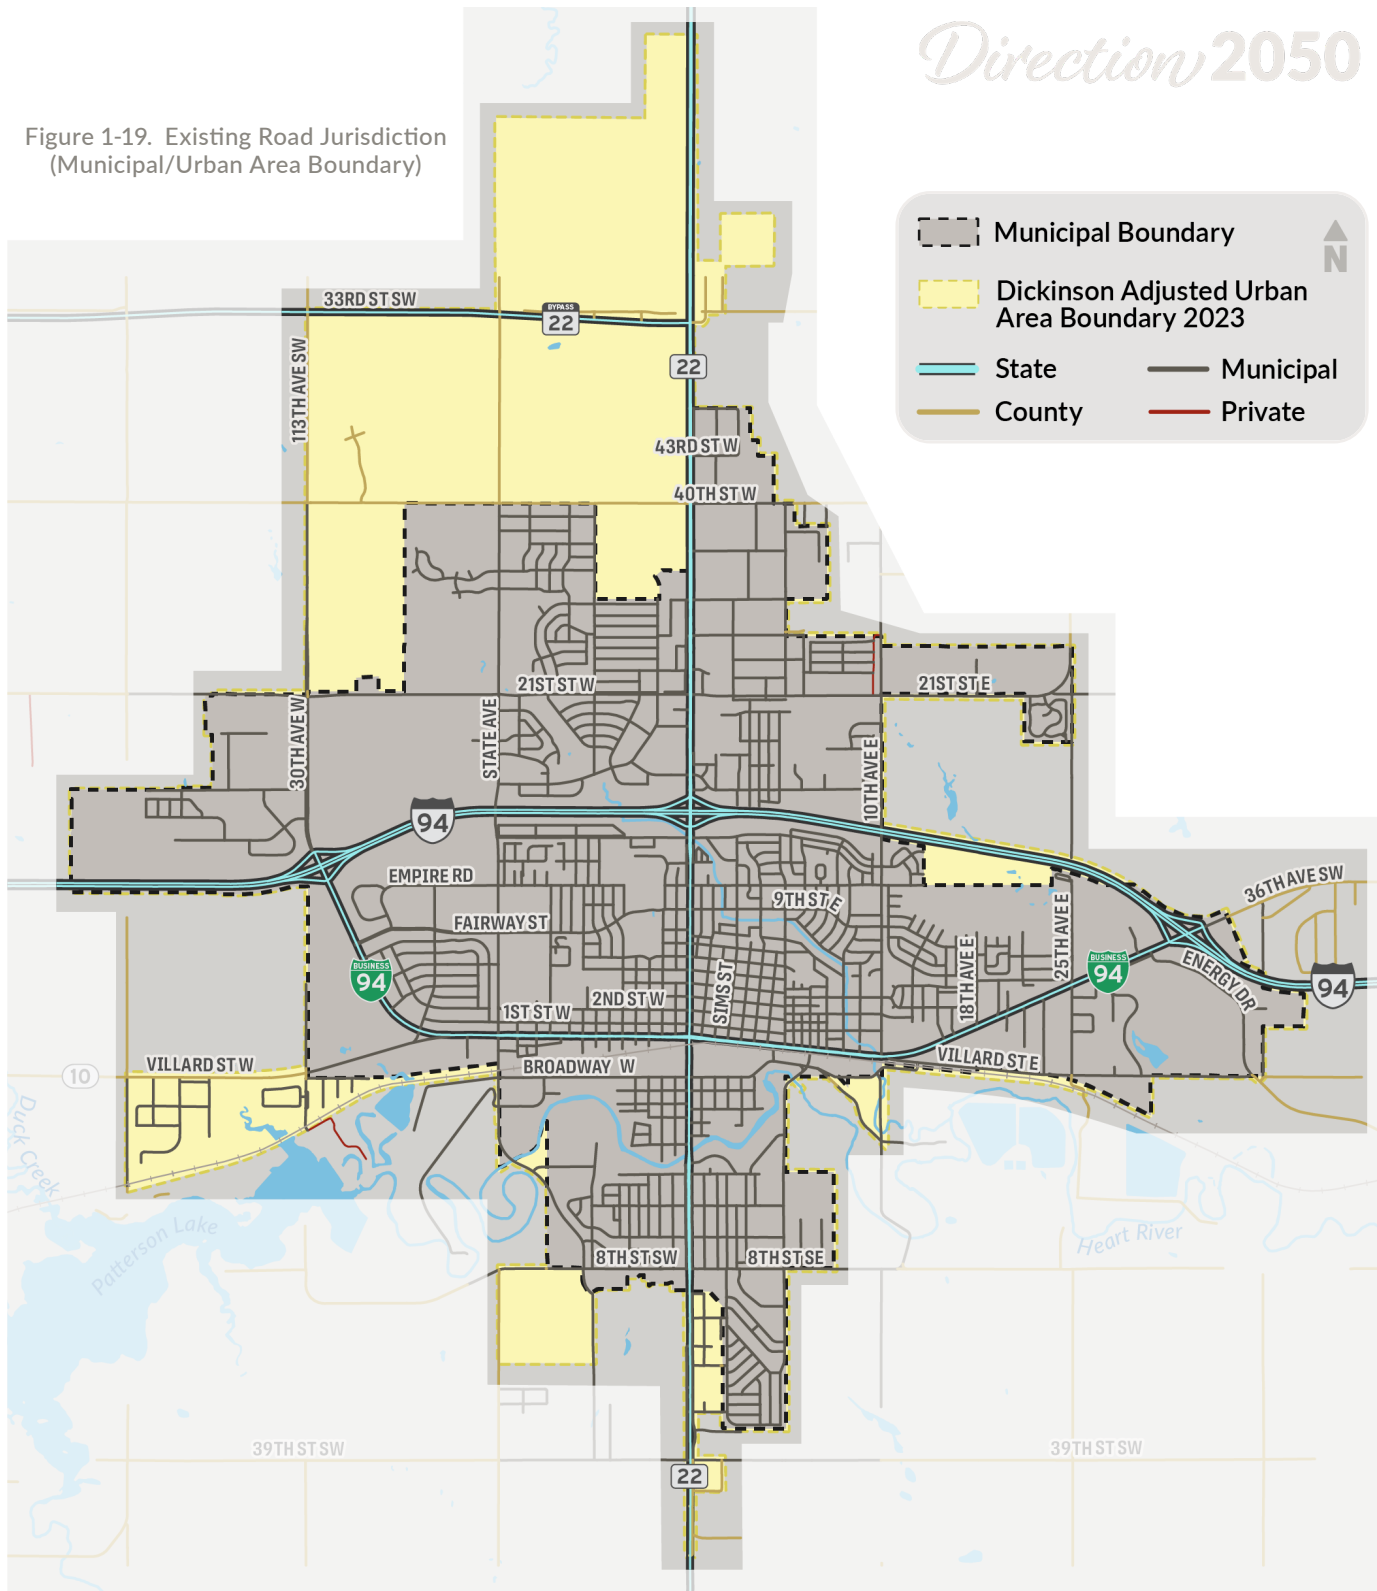 Direction 2050
Figure 1-19. Existing Road Jurisdiction
(Municipal/Urban Area Boundary)
Municipal Boundary
N
Dickinson Adjusted Urban
Area Boundary 2023
State
Municipal
County
Private
33RD ST SW
BYPASS
22
113TH AVE SW
22
43RD ST W
40TH ST W
21ST ST W
21ST ST E
30TH AVE W
STATE AVE
10TH AVE E
94
EMPIRE RD
36TH AVE SW
9TH ST E
FAIRWAY ST
25TH AVE E
18TH AVE E
BUSINESS
94
BUSINESS
94
ENERGY DR
94
SIMS ST
2ND ST W
1ST ST W
VILLARD ST W
BROADWAY W
VILLARD ST E
10
Duck Creek
Patterson Lake
Heart River
8TH ST SW
8TH ST SE
39TH ST SW
39TH ST SW
22